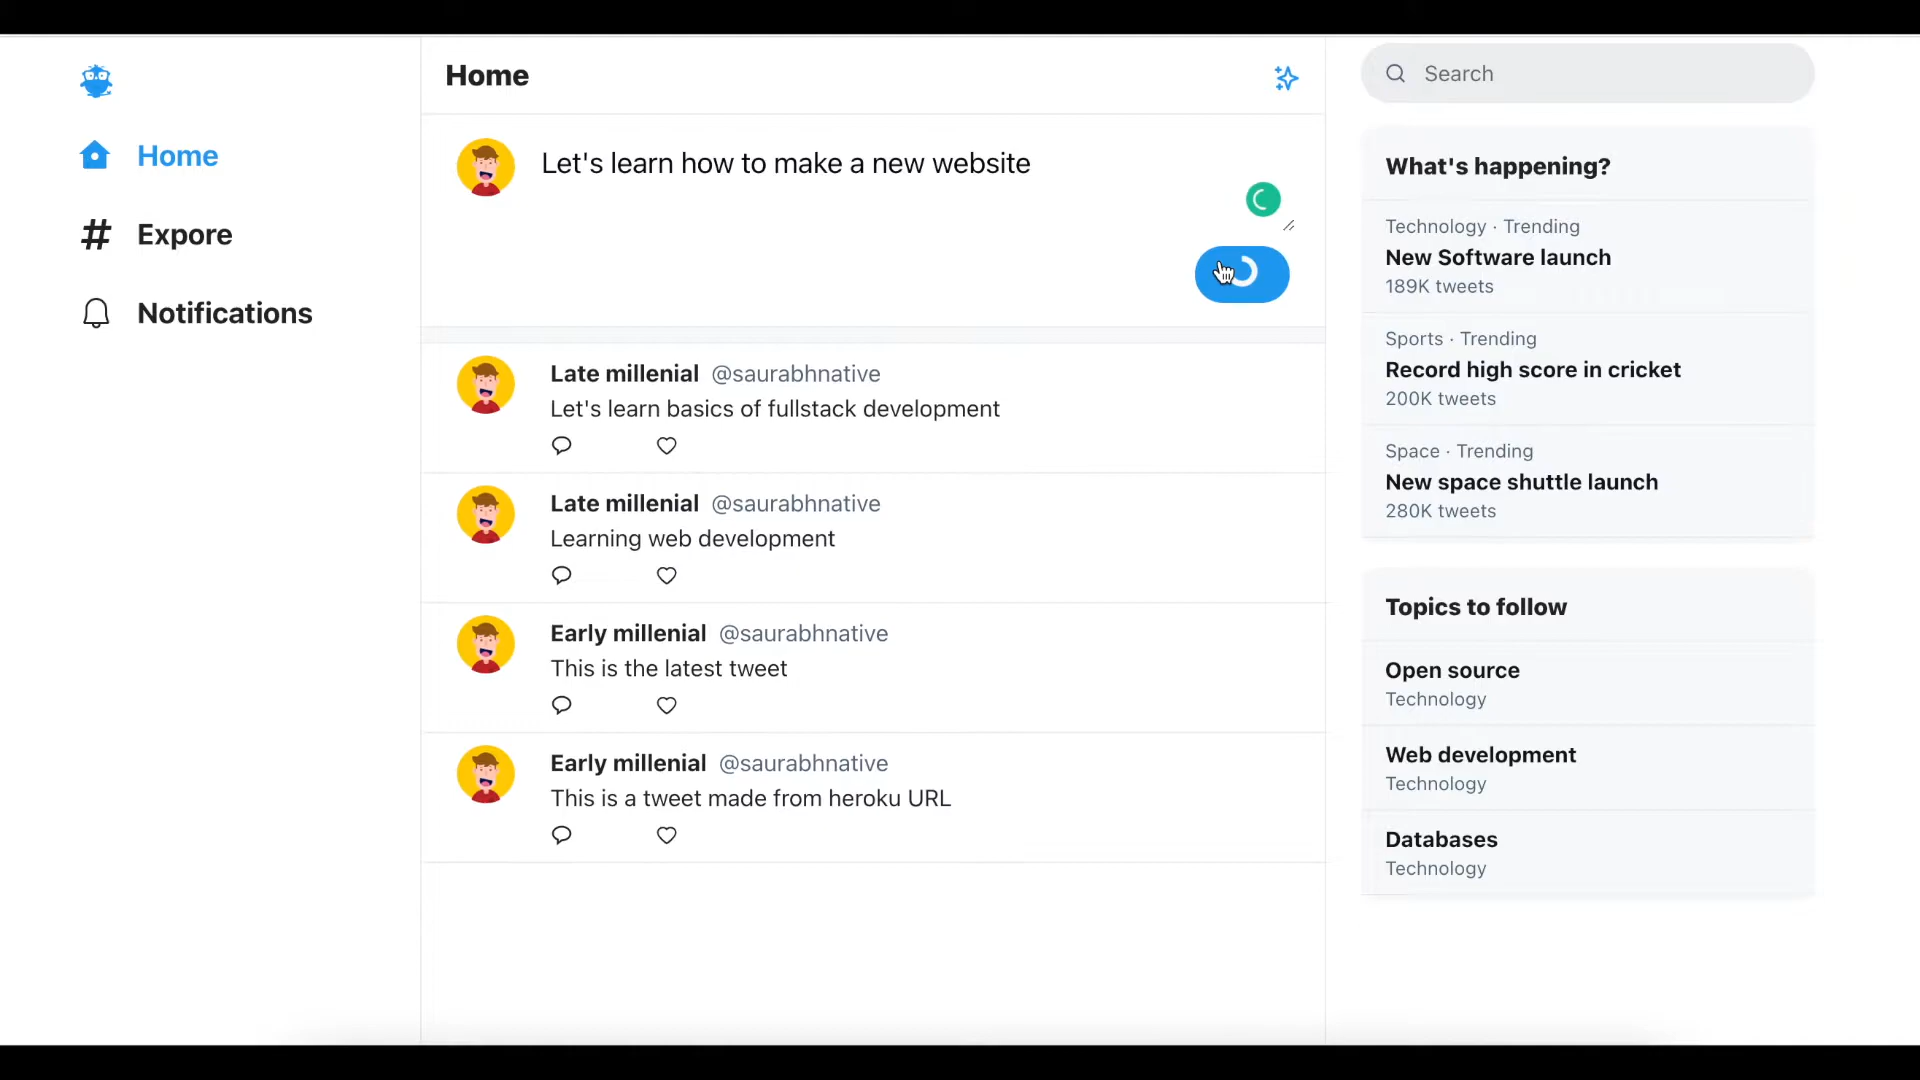 Home
Expore
Notifications
Home
Let's learn how to make a new website
Late millenial @saurabhnative
Let's learn basics of fullstack development
Late millenial @saurabhnative
Learning web development
Early millenial @saurabhnative
This is the latest tweet
Early millenial @saurabhnative
This is a tweet made from heroku URL
Search
What's happening?
Technology · Trending
New Software launch
189K tweets
Sports · Trending
Record high score in cricket
200K tweets
Space · Trending
New space shuttle launch
280K tweets
Topics to follow
Open source
Technology
Web development
Technology
Databases
Technology